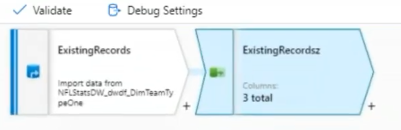 Validate Debug Settings
ExistingRecords
Import data from
NFLStatsDW_dwdf_DimTeamTy
peOne
+
ExistingRecordsz
Columns:
3 total
+